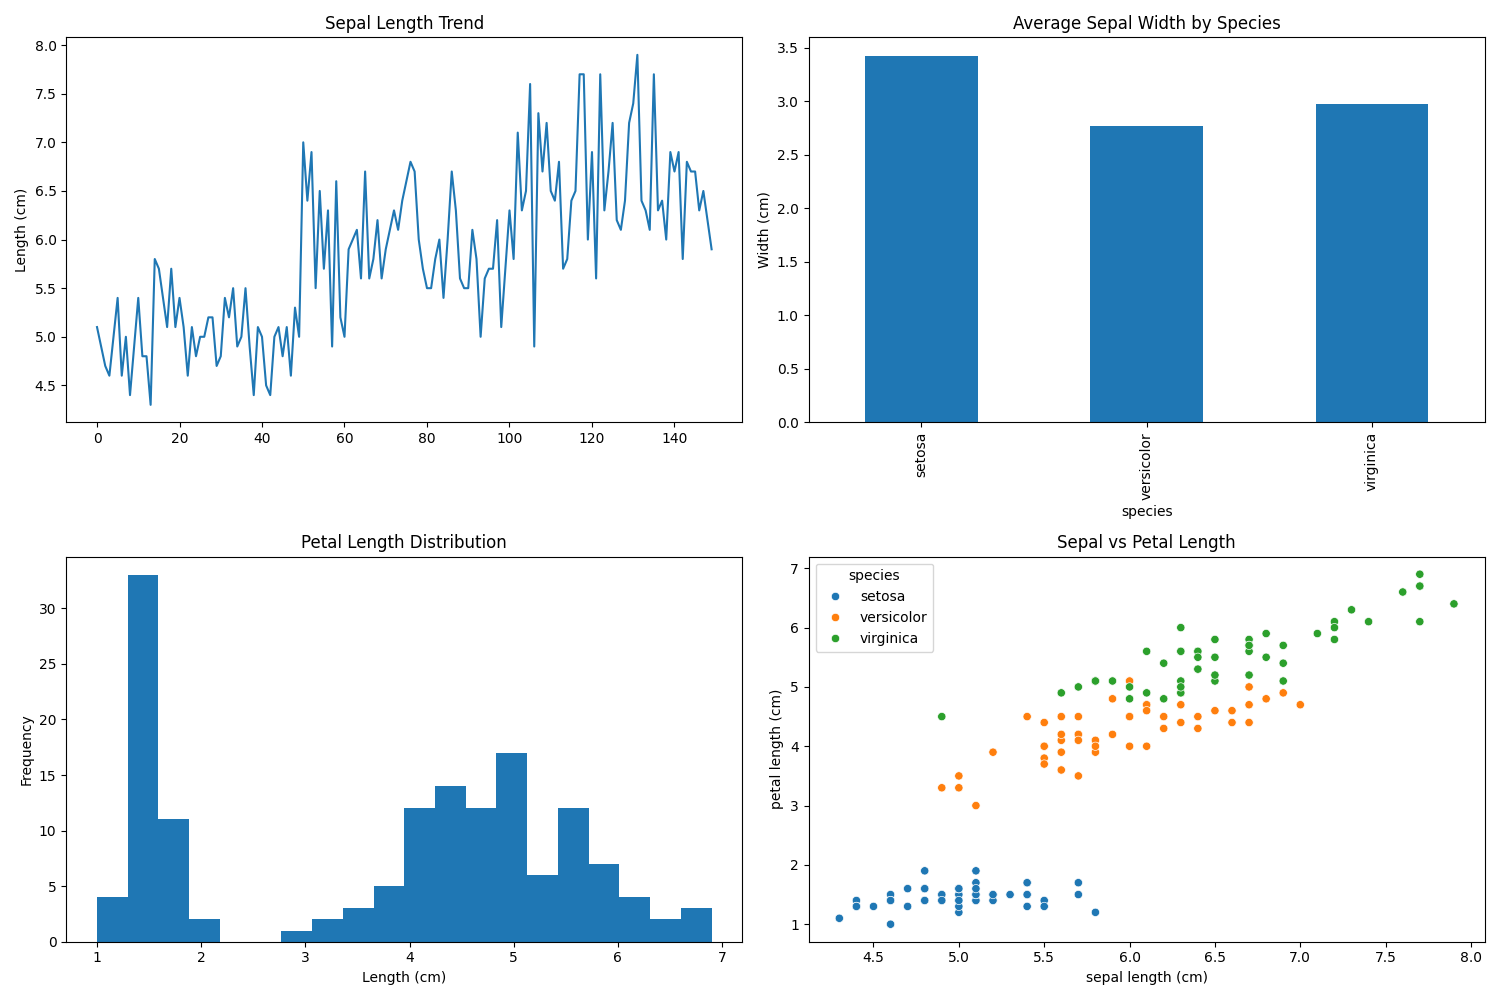 Sepal Length Trend
Length (cm)
8.0
7.5
7.0
6.5
6.0
5.5
5.0
4.5
0 20 40 60 80 100 120 140
Average Sepal Width by Species
Width (cm)
3.5
3.0
2.5
2.0
1.5
1.0
0.5
0.0
setosa
versicolor
virginica
species
Petal Length Distribution
Frequency
30
25
20
15
10
5
0
1 2 3 4 5 6 7
Length (cm)
Sepal vs Petal Length
species
setosa
versicolor
virginica
petal length (cm)
7
6
5
4
3
2
1
4.5 5.0 5.5 6.0 6.5 7.0 7.5 8.0
sepal length (cm)